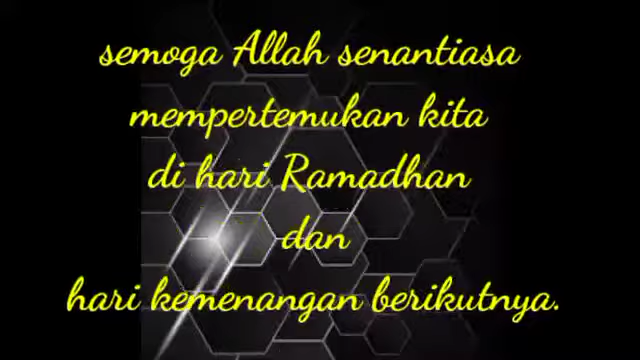 semoga Allah senantiasa
mempertemukan kita
di hari Ramadhan
dan
hari kemenangan berikutnya.